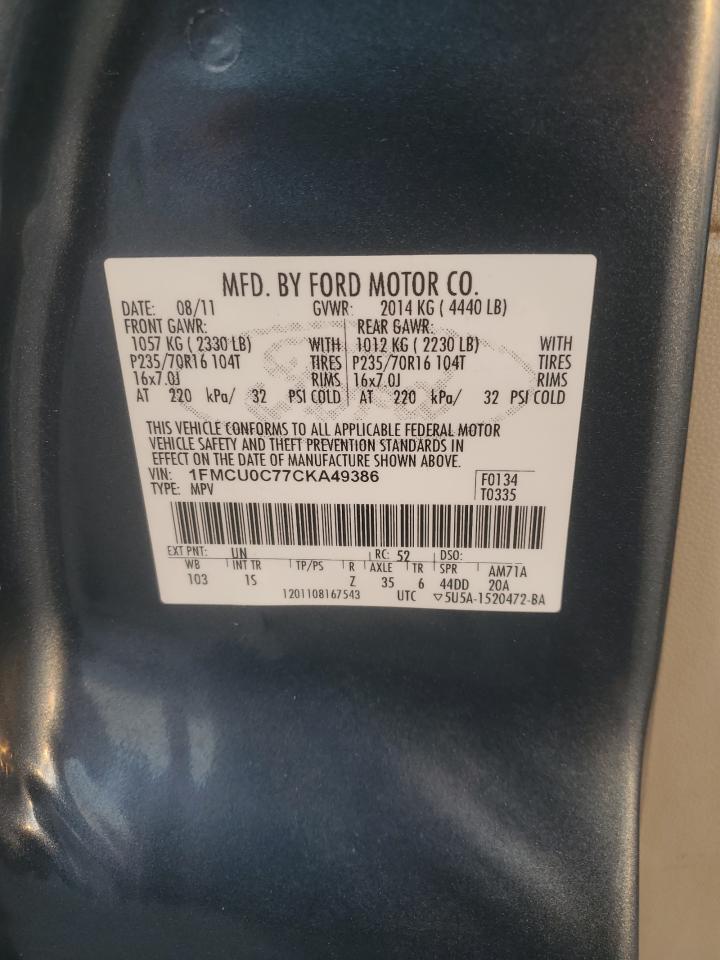 MFD. BY FORD MOTOR CO.
DATE: 08/11 GVWR: 2014 KG ( 4440 LB)
FRONT GAWR: REAR GAWR:
1057 KG ( 2330 LB) WITH 1012 KG ( 2230 LB) WITH
P235/70R16 104T TIRES P235/70R16 104T TIRES
16x7.0J RIMS 16x7.0J RIMS
AT 220 kPa/ 32 PSI COLD AT 220 kPa/ 32 PSI COLD
THIS VEHICLE CONFORMS TO ALL APPLICABLE FEDERAL MOTOR
VEHICLE SAFETY AND THEFT PREVENTION STANDARDS IN
EFFECT ON THE DATE OF MANUFACTURE SHOWN ABOVE.
VIN: 1FMCU0C77CKA49386 F0134
TYPE: MPV T0335
EXT PNT: UN RC: 52 DSO:
WB INT TR TP/PS R AXLE TR SPR AM71A
103 1S Z 35 6 44DD 20A
1201108167543 UTC ▽5U5A-1520472-BA